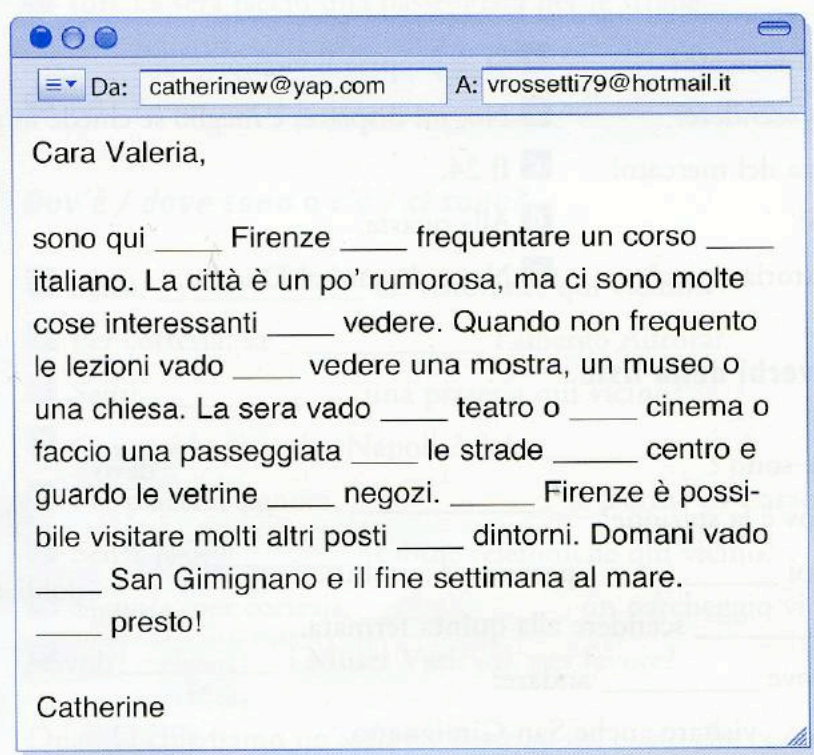 Da: catherinew@yap.com A: vrossetti79@hotmail.it
Cara Valeria,
sono qui ____ Firenze ____ frequentare un corso ____
italiano. La città è un po' rumorosa, ma ci sono molte
cose interessanti ____ vedere. Quando non frequento
le lezioni vado ____ vedere una mostra, un museo o
una chiesa. La sera vado ____ teatro o ____ cinema o
faccio una passeggiata ____ le strade ____ centro e
guardo le vetrine ____ negozi. ____ Firenze è possi-
bile visitare molti altri posti ____ dintorni. Domani vado
____ San Gimignano e il fine settimana al mare.
____ presto!
Catherine